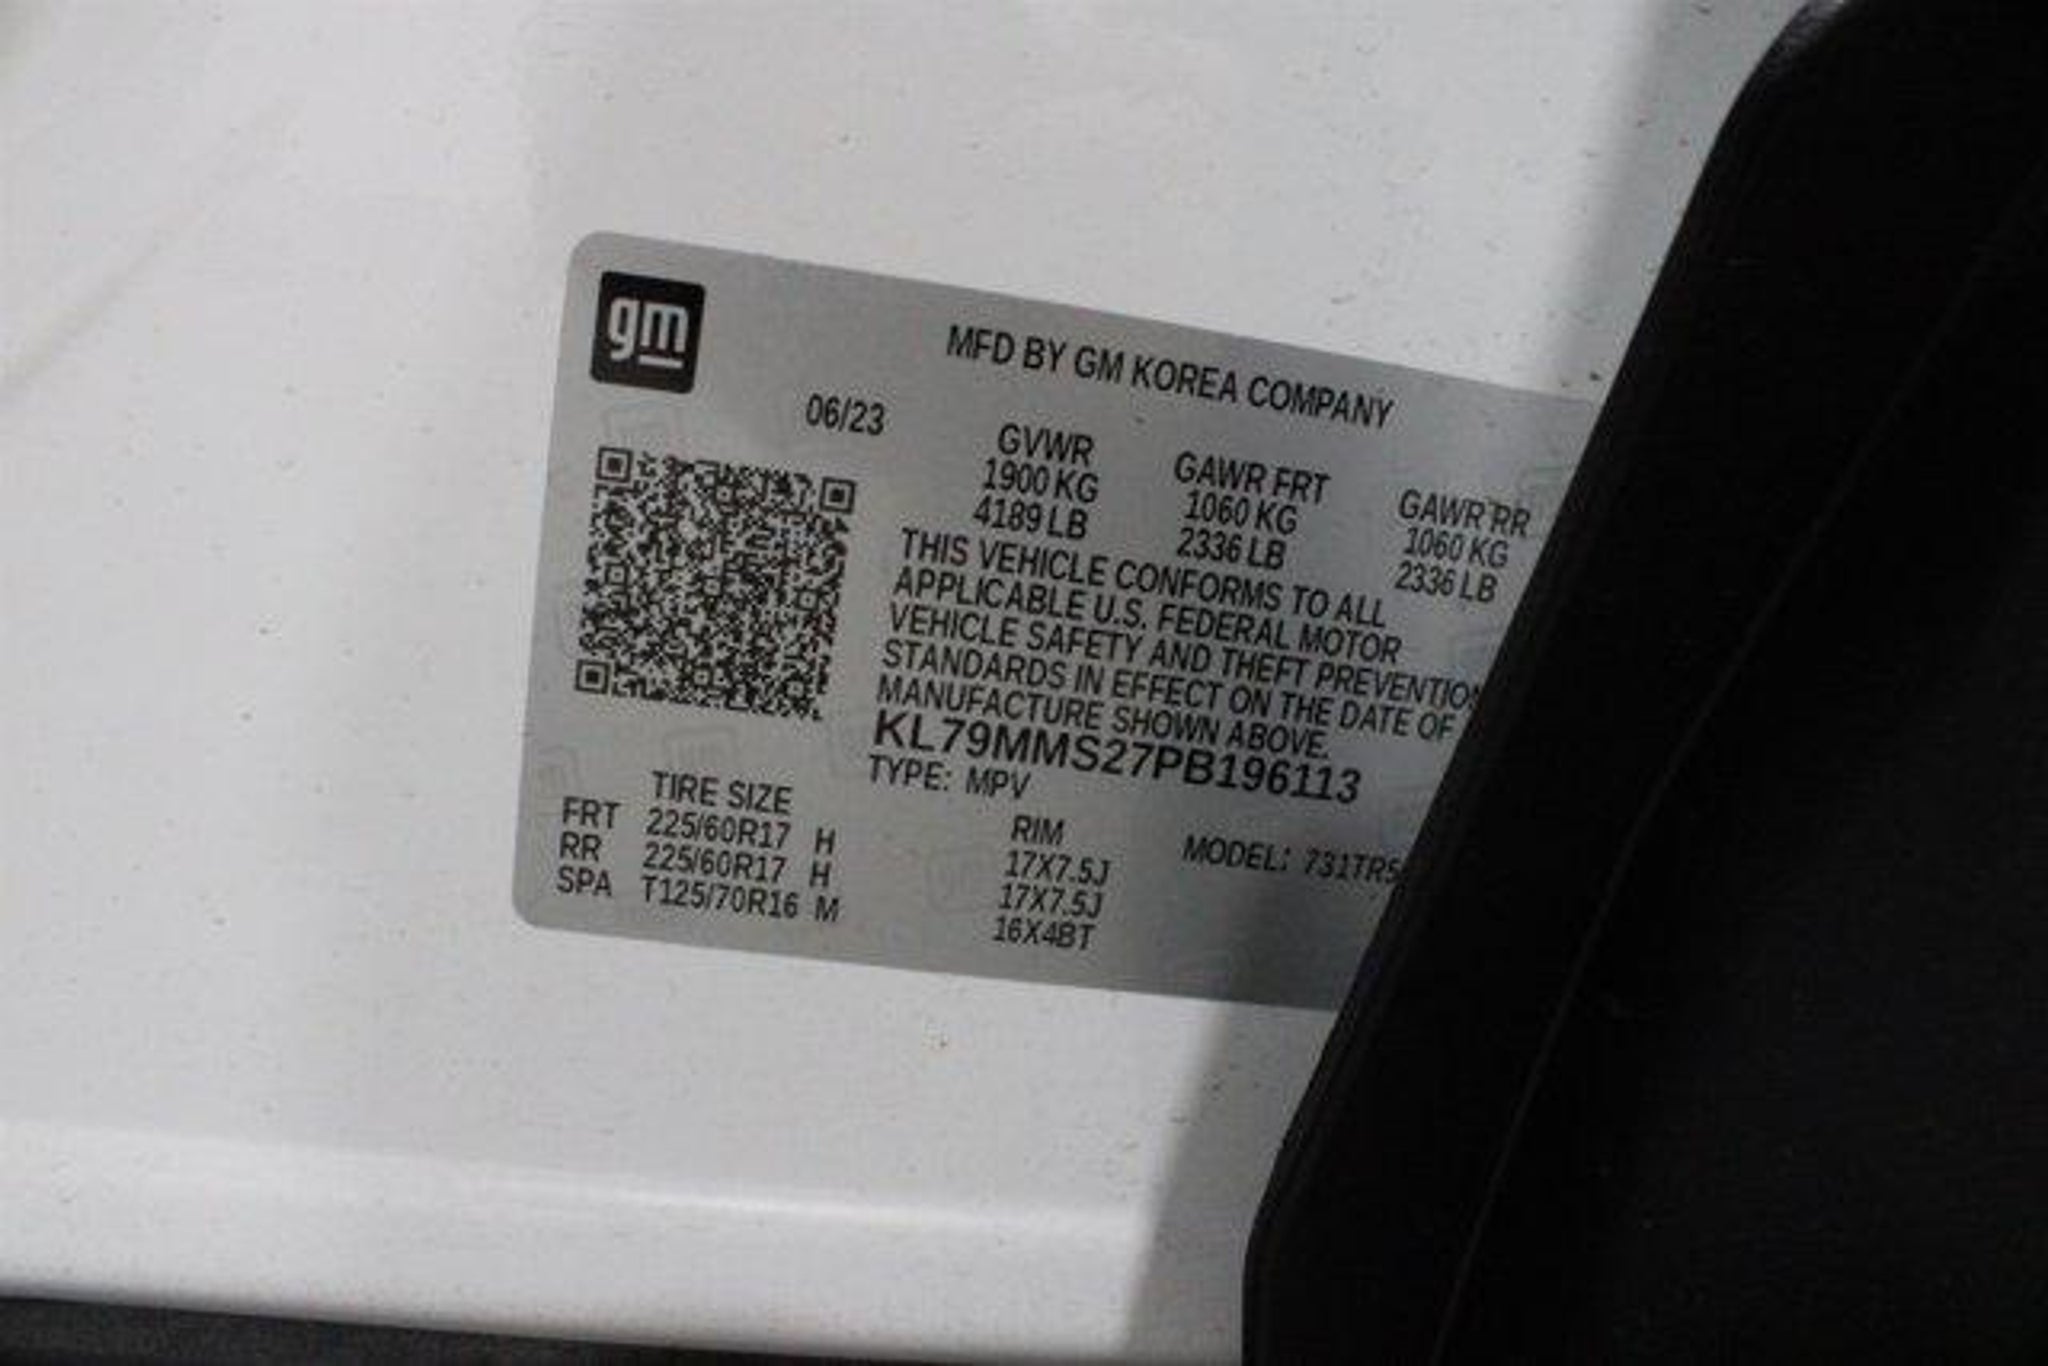 gm
MFD BY GM KOREA COMPANY
06/23
GVWR GAWR FRT GAWR RR
1900 KG 1060 KG 1060 KG
4189 LB 2336 LB 2336 LB
THIS VEHICLE CONFORMS TO ALL
APPLICABLE U.S. FEDERAL MOTOR
VEHICLE SAFETY AND THEFT PREVENTION
STANDARDS IN EFFECT ON THE DATE OF
MANUFACTURE SHOWN ABOVE.
KL79MMS27PB196113
TYPE: MPV
TIRE SIZE RIM MODEL: 731TR5
FRT 225/60R17 H 17X7.5J
RR 225/60R17 H 17X7.5J
SPA T125/70R16 M 16X4BT